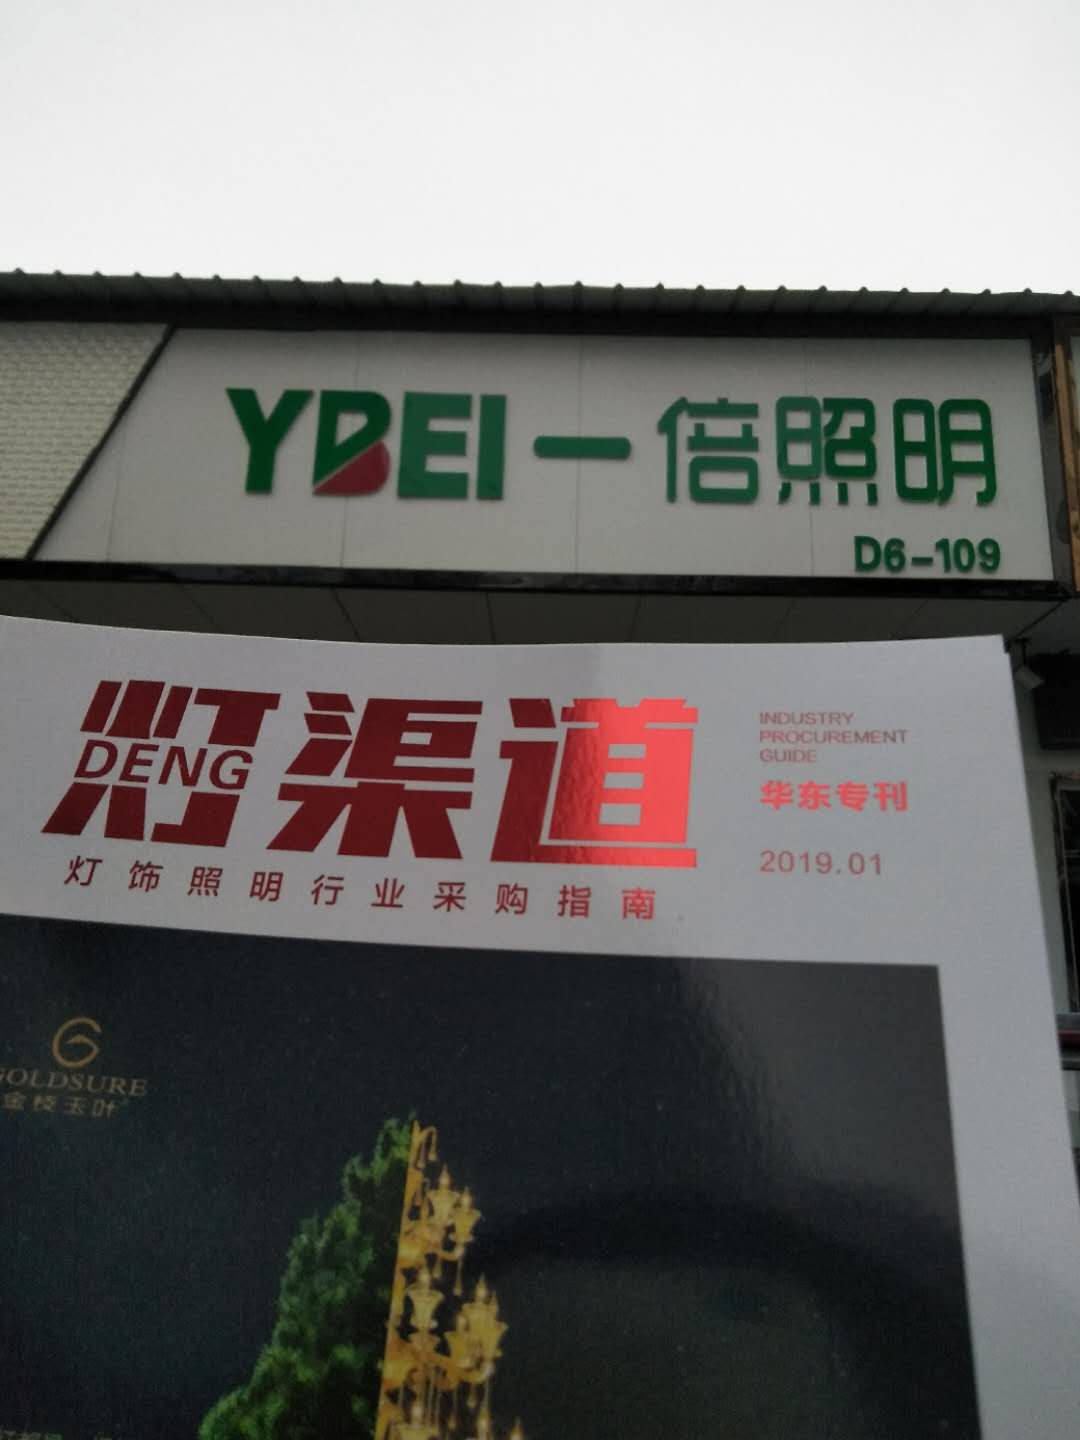 YBEI一倍照明
D6-109
灯渠道
DENG
INDUSTRY
PROCUREMENT
GUIDE
华东专刊
2019.01
灯饰照明行业采购指南
GOLDSURE
金枝玉叶